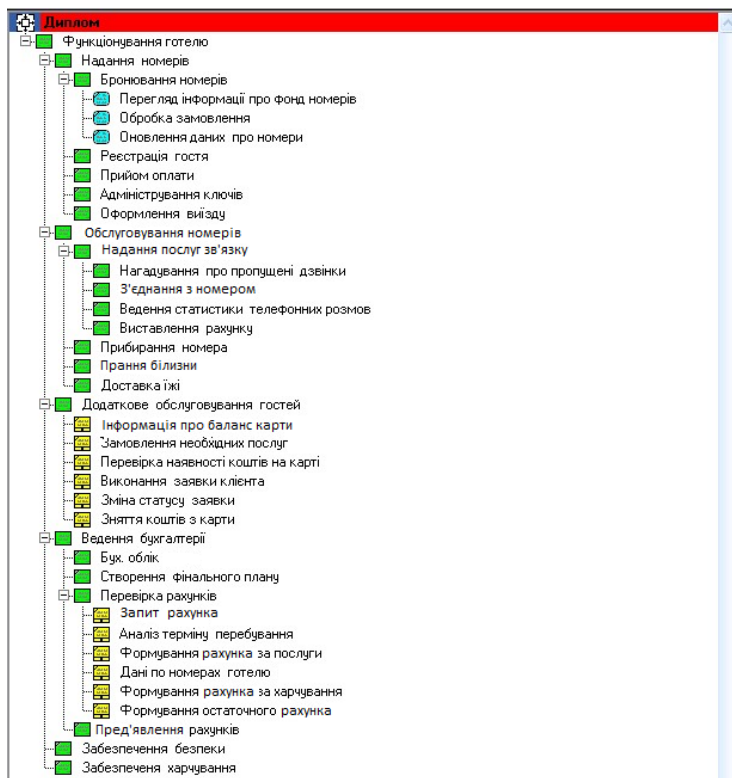 Диплом
Функціонування готелю
Надання номерів
Бронювання номерів
Перегляд інформації про фонд номерів
Обробка замовлення
Оновлення даних про номери
Реєстрація гостя
Прийом оплати
Адміністрування ключів
Оформлення виїзду
Обслуговування номерів
Надання послуг зв'язку
Нагадування про пропущені дзвінки
З'єднання з номером
Ведення статистики телефонних розмов
Виставлення рахунку
Прибирання номера
Прання білизни
Доставка їжі
Додаткове обслуговування гостей
Інформація про баланс карти
Замовлення необхідних послуг
Перевірка наявності коштів на карті
Виконання заявки клієнта
Зміна статусу заявки
Зняття коштів з карти
Ведення бухгалтерії
Бух. облік
Створення фінального плану
Перевірка рахунків
Запит рахунка
Аналіз терміну перебування
Формування рахунка за послуги
Дані по номерах готелю
Формування рахунка за харчування
Формування остаточного рахунка
Пред'явлення рахунків
Забезпечення безпеки
Забезпеченя харчування